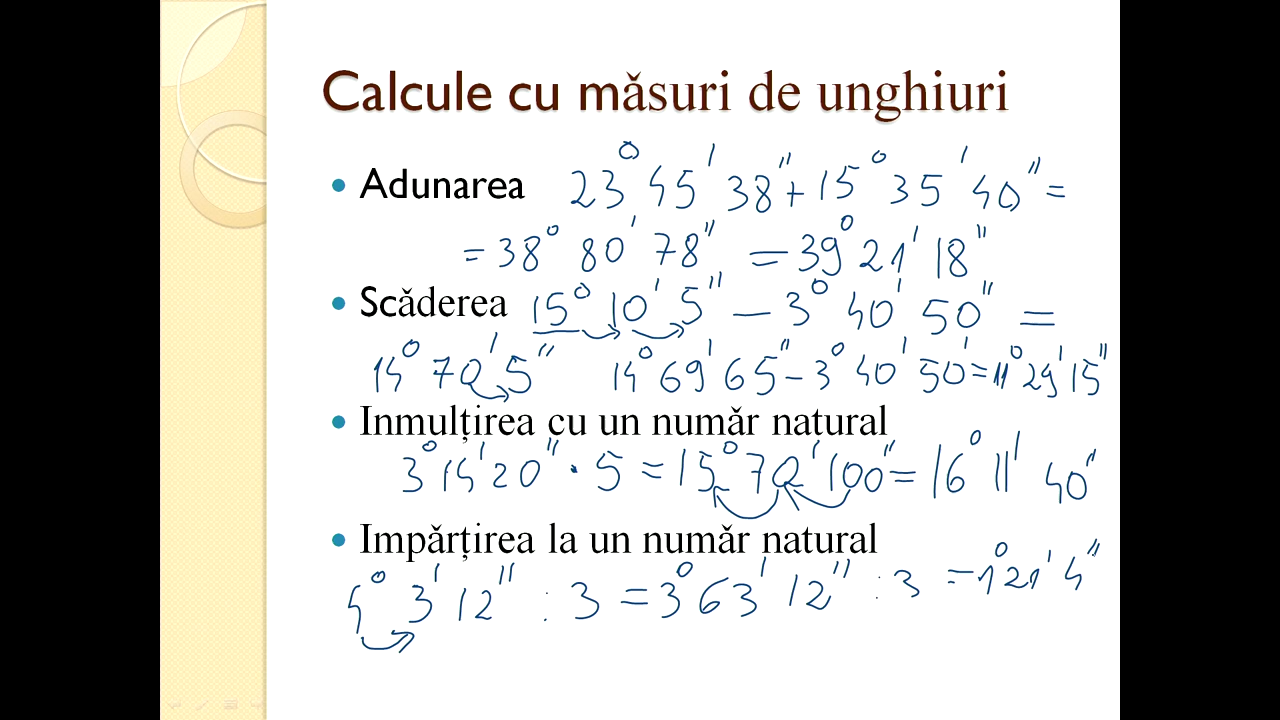 Calcule cu măsuri de unghiuri
• Adunarea 23° 45' 38" + 15° 35' 40" =
= 38° 80' 78" = 39° 21' 18"
• Scăderea 15° 10' 5" — 3° 40' 50" =
14° 70' 5" 14° 69' 65" - 3° 40' 50' = 11° 29' 15"
• Inmulțirea cu un număr natural
3° 14' 20" · 5 = 15° 70' 100" = 16° 11' 40"
• Impărțirea la un număr natural
4° 3' 12" : 3 = 3° 63' 12" : 3 = 1° 21' 4"